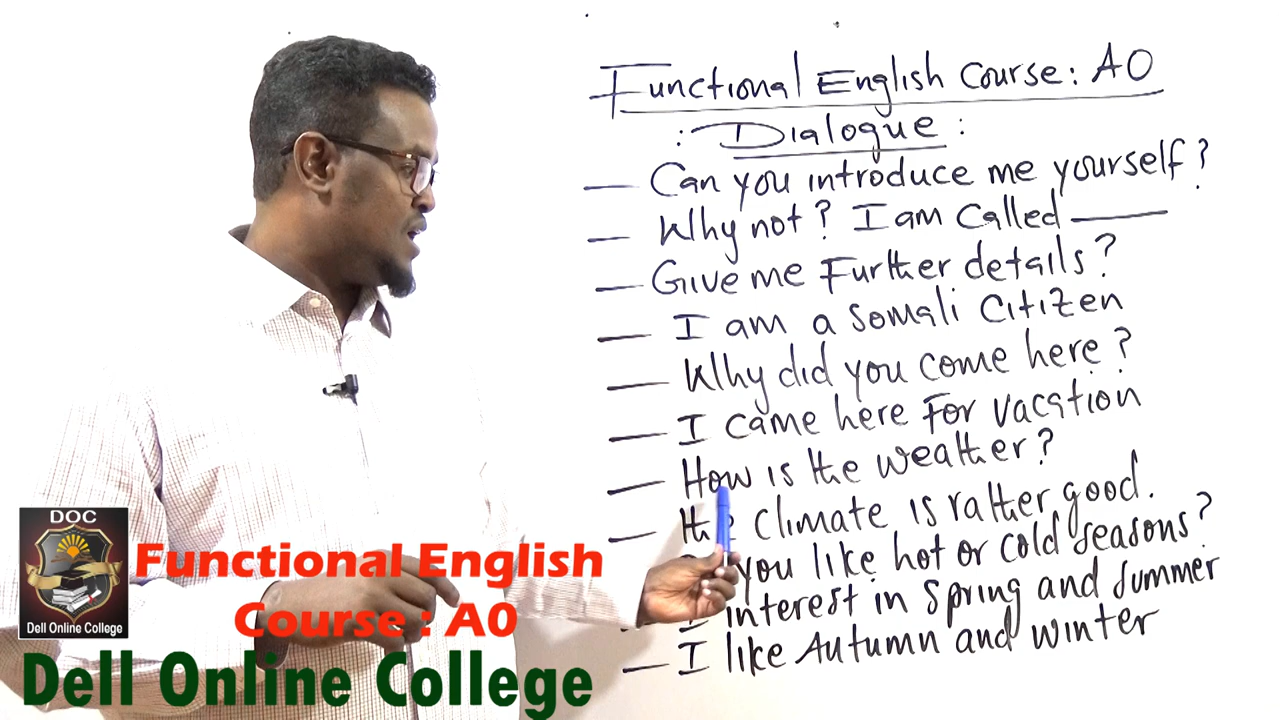 Functional English Course: A0
: Dialogue :
— Can you introduce me yourself?
— Why not? I am called ———
— Give me Further details?
— I am a Somali Citizen
— Why did you come here?
— I came here For vacation
— How is the weather?
— the climate is rather good.
you like hot or cold seasons?
— I interest in Spring and summer
— I like Autumn and winter
DOC
Dell Online College
Functional English
Course : A0
Dell Online College